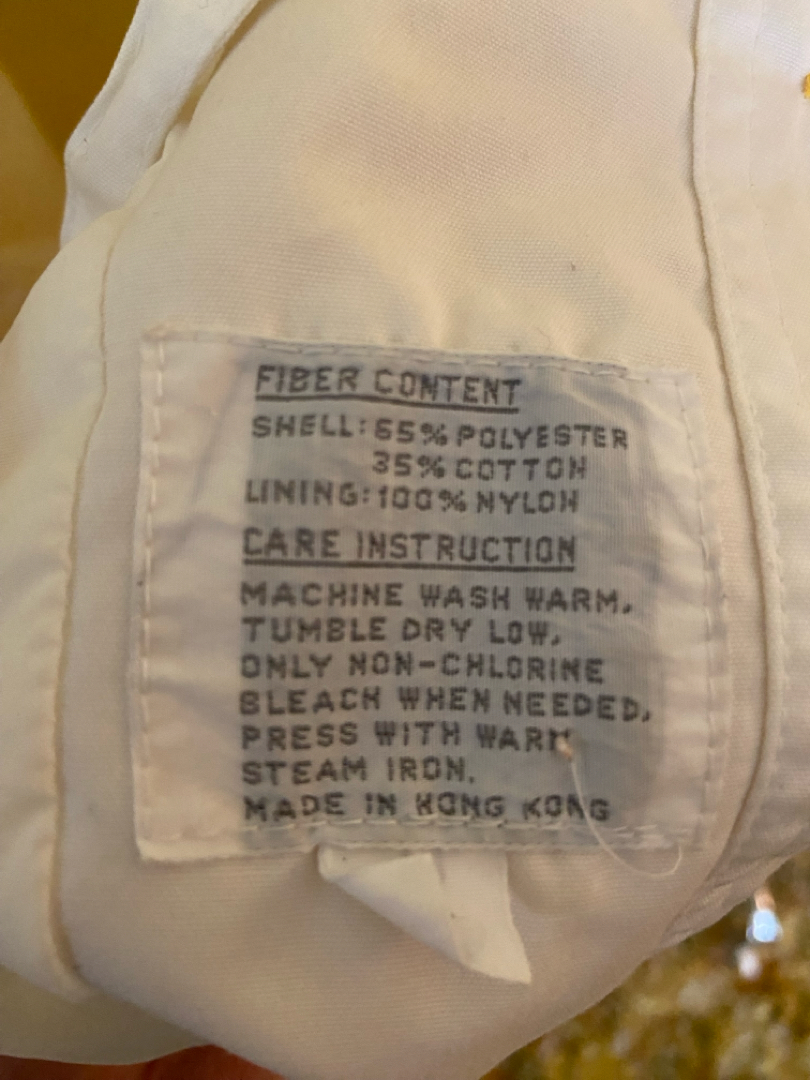 FIBER CONTENT
SHELL: 65% POLYESTER
35% COTTON
LINING: 100% NYLON
CARE INSTRUCTION
MACHINE WASH WARM,
TUMBLE DRY LOW,
ONLY NON-CHLORINE
BLEACH WHEN NEEDED,
PRESS WITH WARM
STEAM IRON.
MADE IN HONG KONG